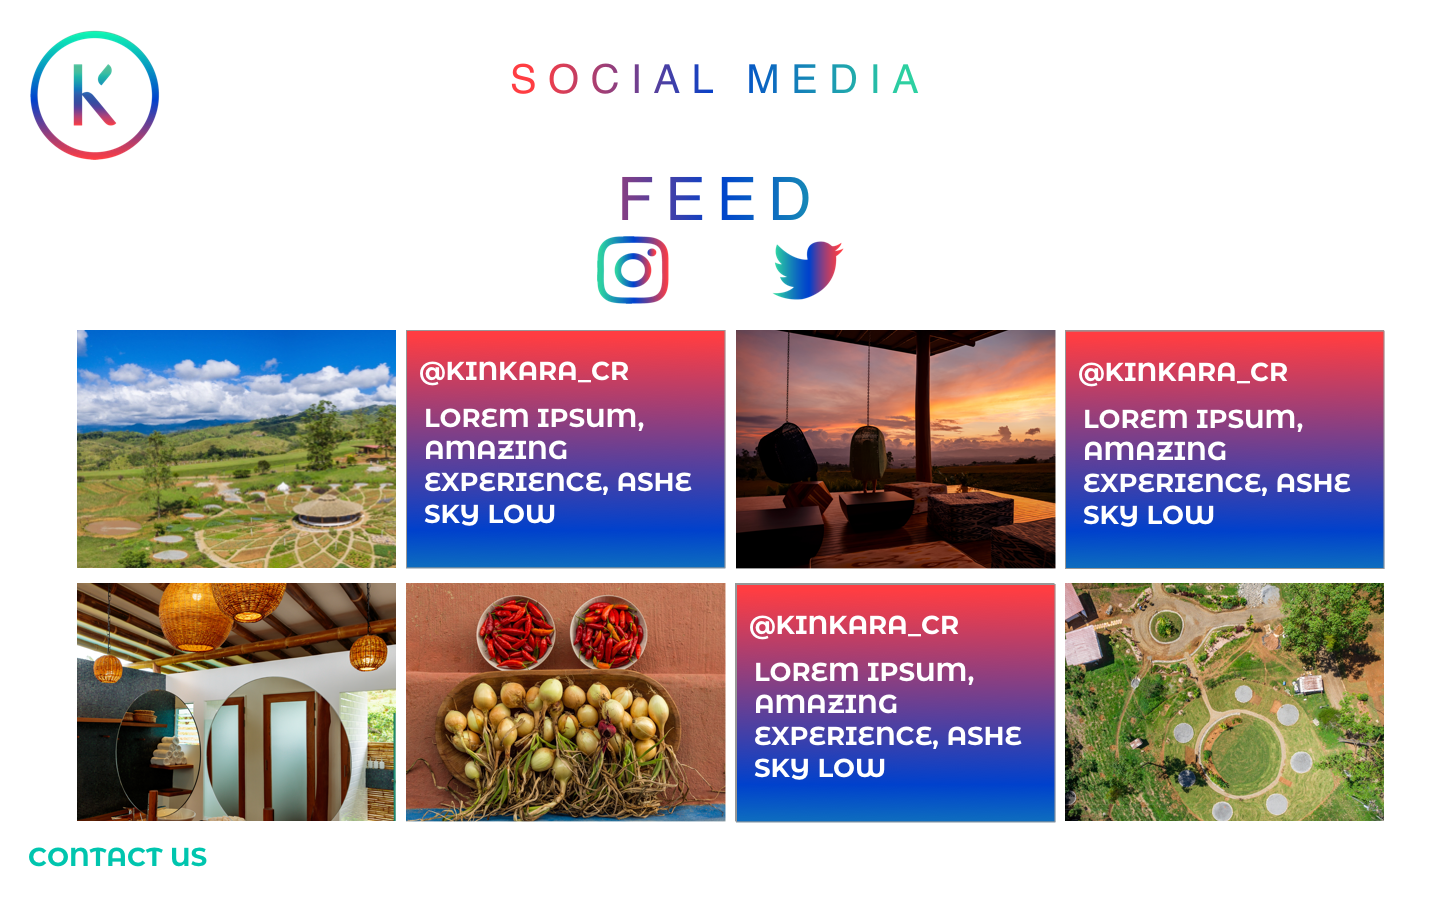 K
SOCIAL MEDIA
FEED
@KINKARA_CR
LOREM IPSUM,
AMAZING
EXPERIENCE, ASHE
SKY LOW
@KINKARA_CR
LOREM IPSUM,
AMAZING
EXPERIENCE, ASHE
SKY LOW
@KINKARA_CR
LOREM IPSUM,
AMAZING
EXPERIENCE, ASHE
SKY LOW
CONTACT US